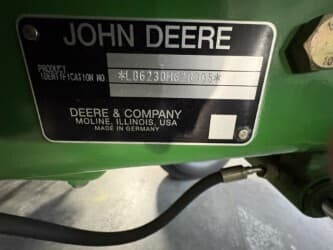 JOHN DEERE
PRODUCT
IDENTIFICATION NO
DEERE & COMPANY
MOLINE, ILLINOIS, USA
MADE IN GERMANY